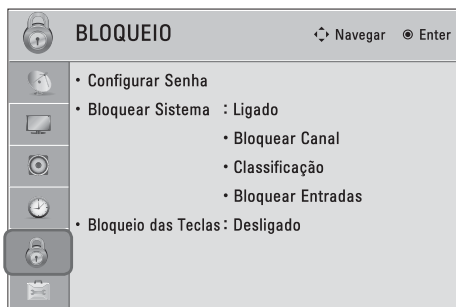 BLOQUEIO Navegar Enter
• Configurar Senha
• Bloquear Sistema : Ligado
• Bloquear Canal
• Classificação
• Bloquear Entradas
• Bloqueio das Teclas : Desligado